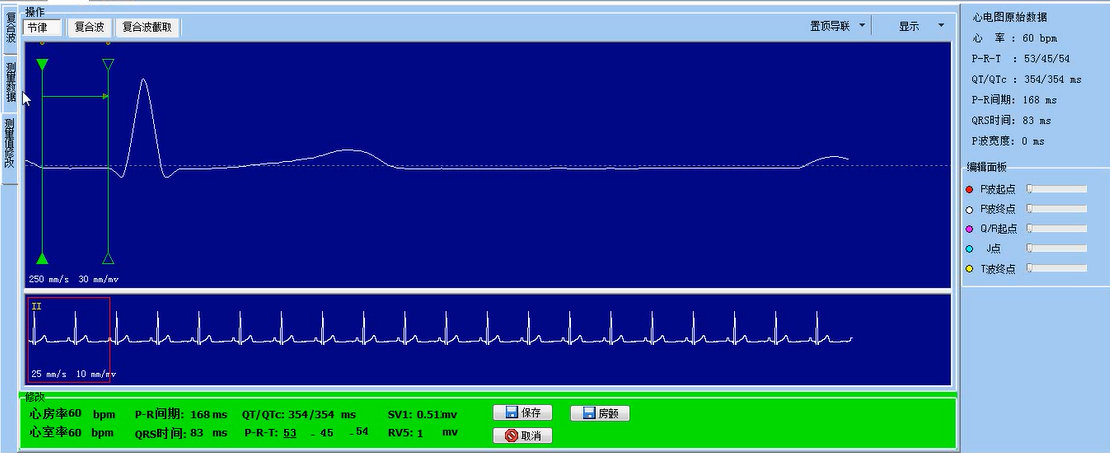 操作
节律 复合波 复合波截取 置顶导联 显示
复合波
测量数据
测量值修改
250 mm/s 30 mm/mv
II
25 mm/s 10 mm/mv
心电图原始数据
心 率 : 60 bpm
P-R-T : 53/45/54
QT/QTc : 354/354 ms
P-R间期: 168 ms
QRS时间: 83 ms
P波宽度: 0 ms
编辑面板
P波起点
P波终点
Q/R起点
J点
T波终点
修改
心房率60 bpm P-R间期: 168 ms QT/QTc: 354/354 ms SV1: 0.51mv 保存 房颤
心室率60 bpm QRS时间: 83 ms P-R-T: 53 - 45 - 54 RV5: 1 mv 取消